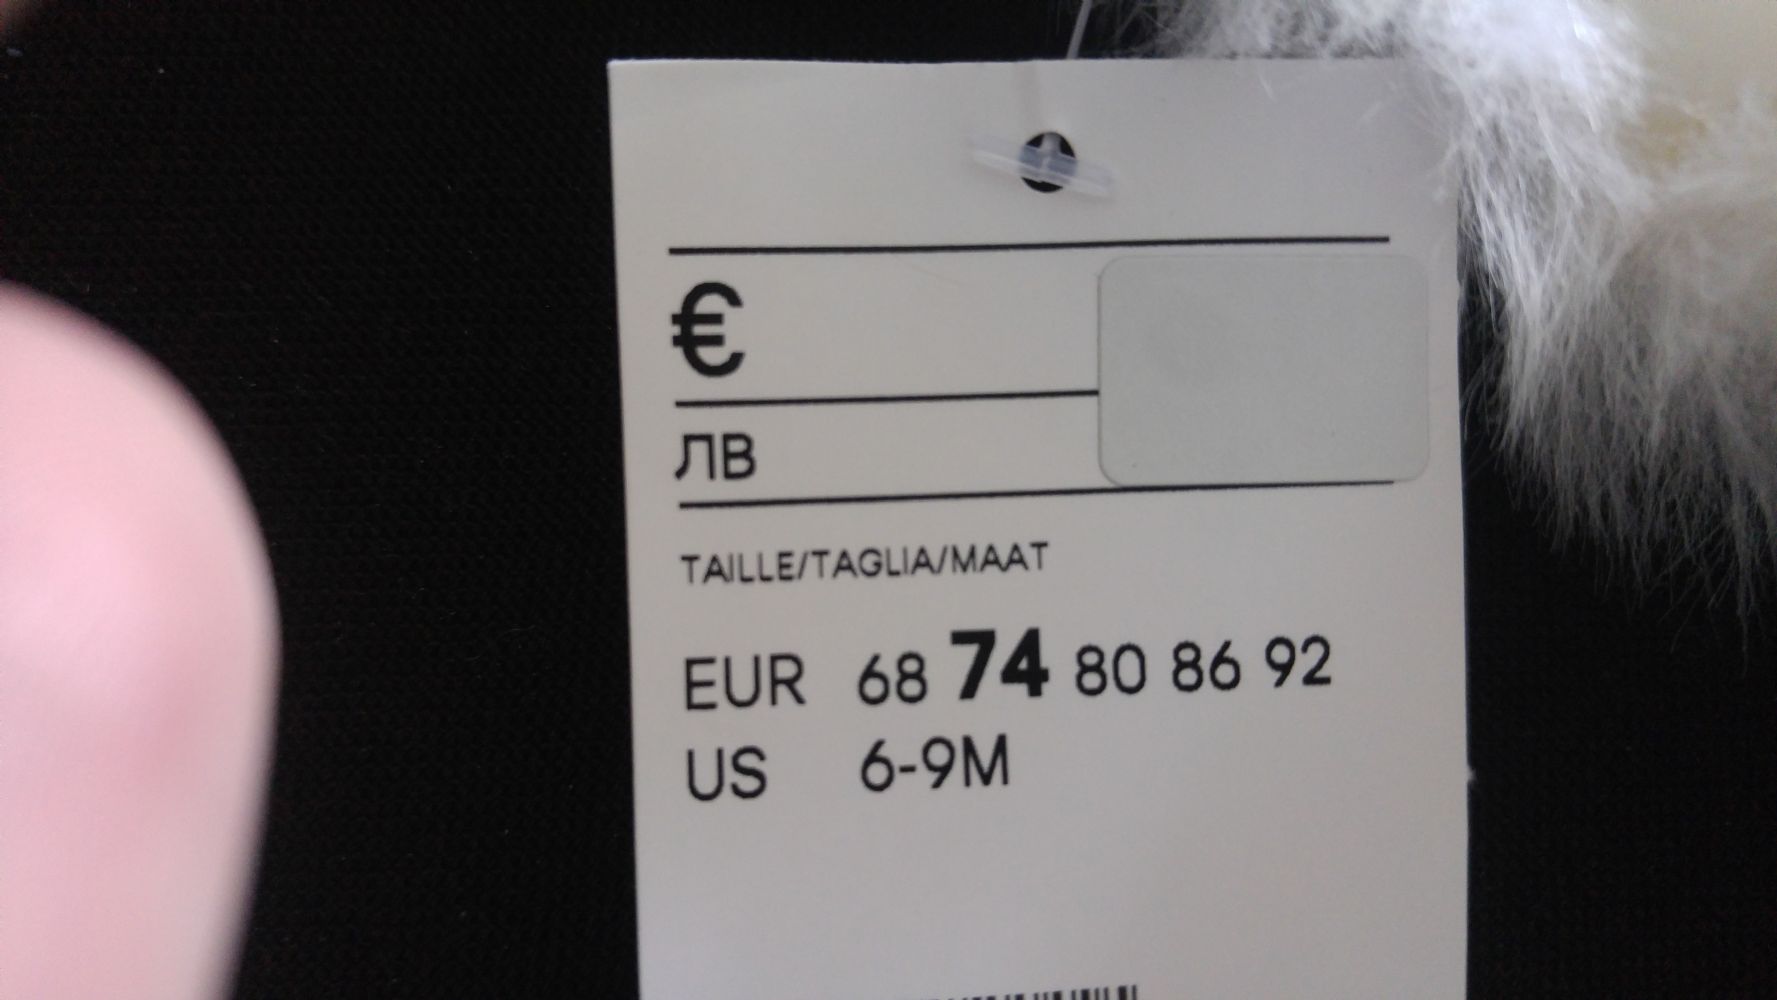 €
ЛВ
TAILLE/TAGLIA/MAAT
EUR 68 74 80 86 92
US 6-9M